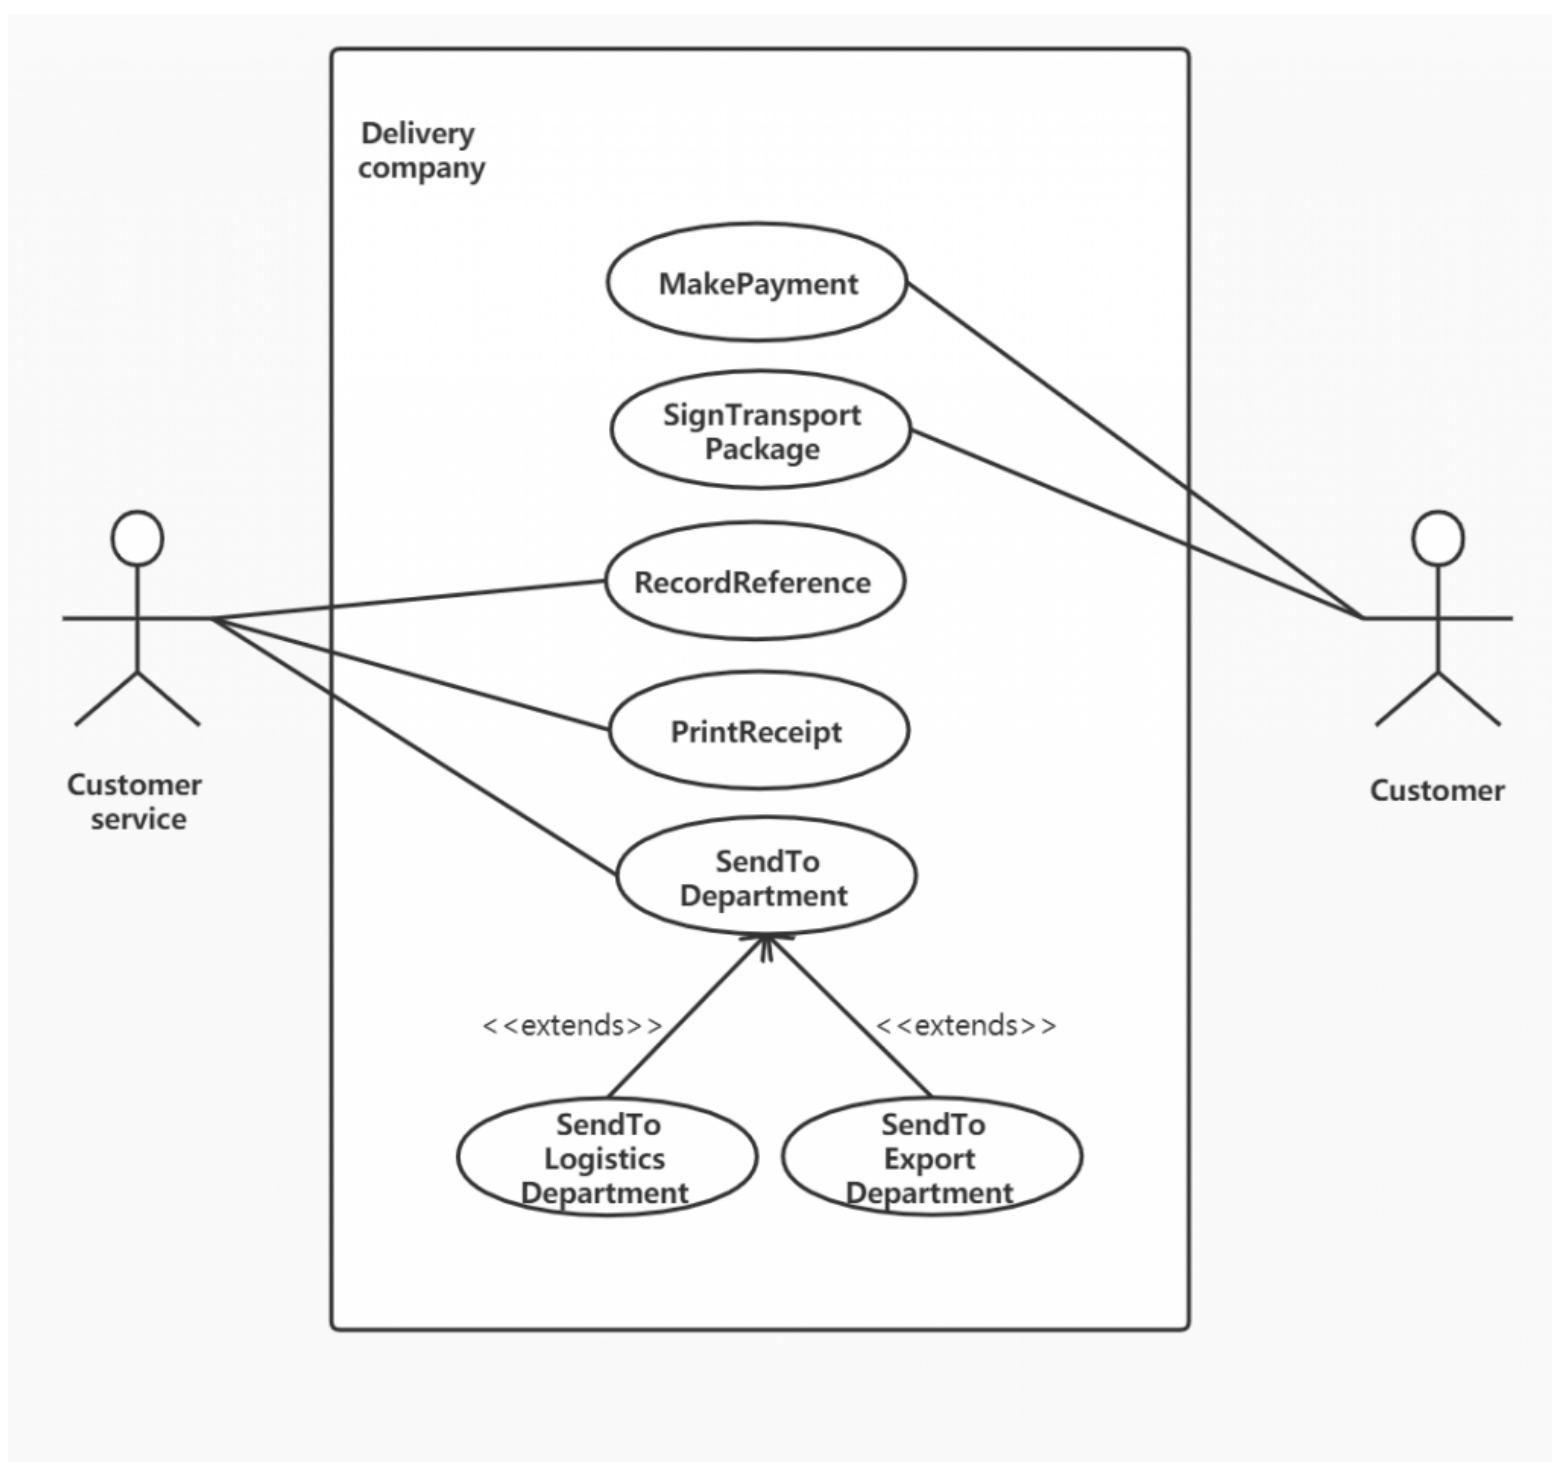 Delivery
company
MakePayment
SignTransport
Package
RecordReference
PrintReceipt
Customer
service
Customer
SendTo
Department
<<extends>>
<<extends>>
SendTo
Logistics
Department
SendTo
Export
Department